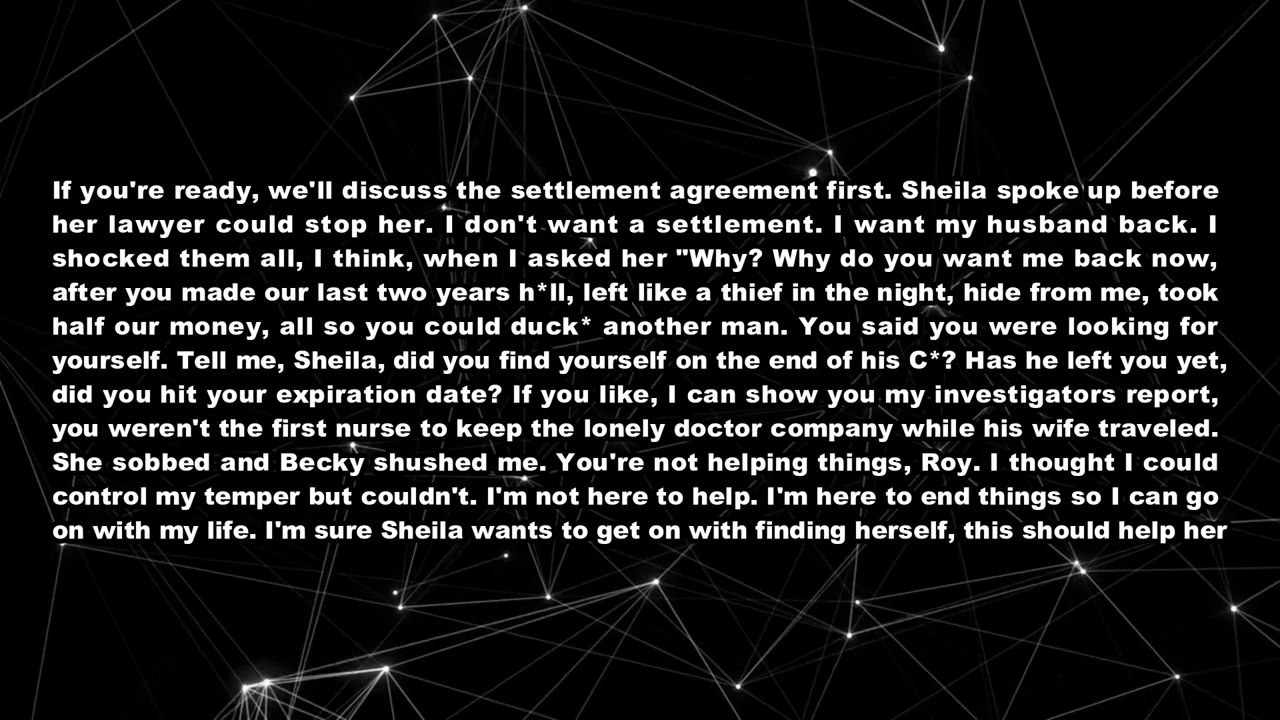 If you're ready, we'll discuss the settlement agreement first. Sheila spoke up before
her lawyer could stop her. I don't want a settlement. I want my husband back. I
shocked them all, I think, when I asked her "Why? Why do you want me back now,
after you made our last two years h*ll, left like a thief in the night, hide from me, took
half our money, all so you could duck* another man. You said you were looking for
yourself. Tell me, Sheila, did you find yourself on the end of his C*? Has he left you yet,
did you hit your expiration date? If you like, I can show you my investigators report,
you weren't the first nurse to keep the lonely doctor company while his wife traveled.
She sobbed and Becky shushed me. You're not helping things, Roy. I thought I could
control my temper but couldn't. I'm not here to help. I'm here to end things so I can go
on with my life. I'm sure Sheila wants to get on with finding herself, this should help her